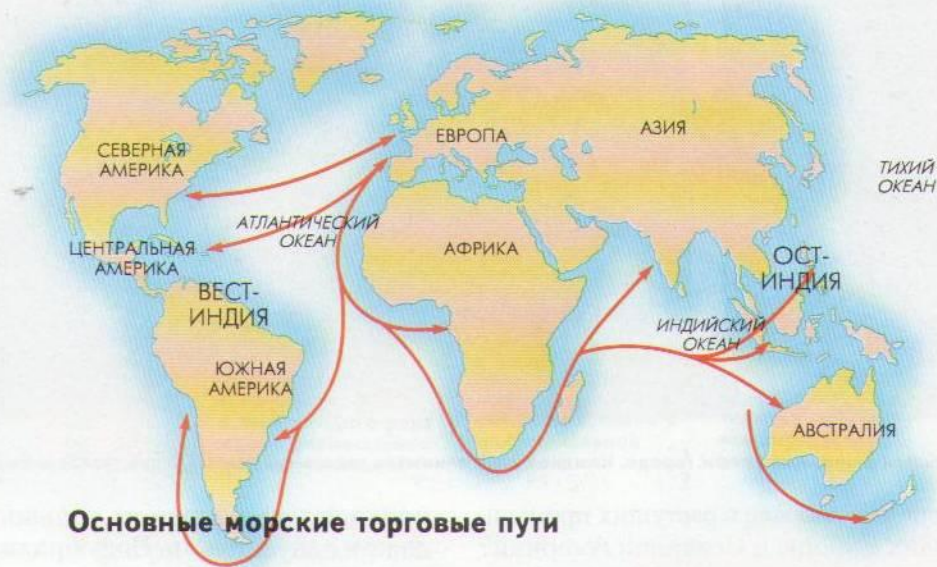 СЕВЕРНАЯ
АМЕРИКА
ЕВРОПА
АЗИЯ
ТИХИЙ
ОКЕАН
АТЛАНТИЧЕСКИЙ
ОКЕАН
ЦЕНТРАЛЬНАЯ
АМЕРИКА
АФРИКА
ОСТ-
ИНДИЯ
ВЕСТ-
ИНДИЯ
ИНДИЙСКИЙ
ОКЕАН
ЮЖНАЯ
АМЕРИКА
АВСТРАЛИЯ
Основные морские торговые пути